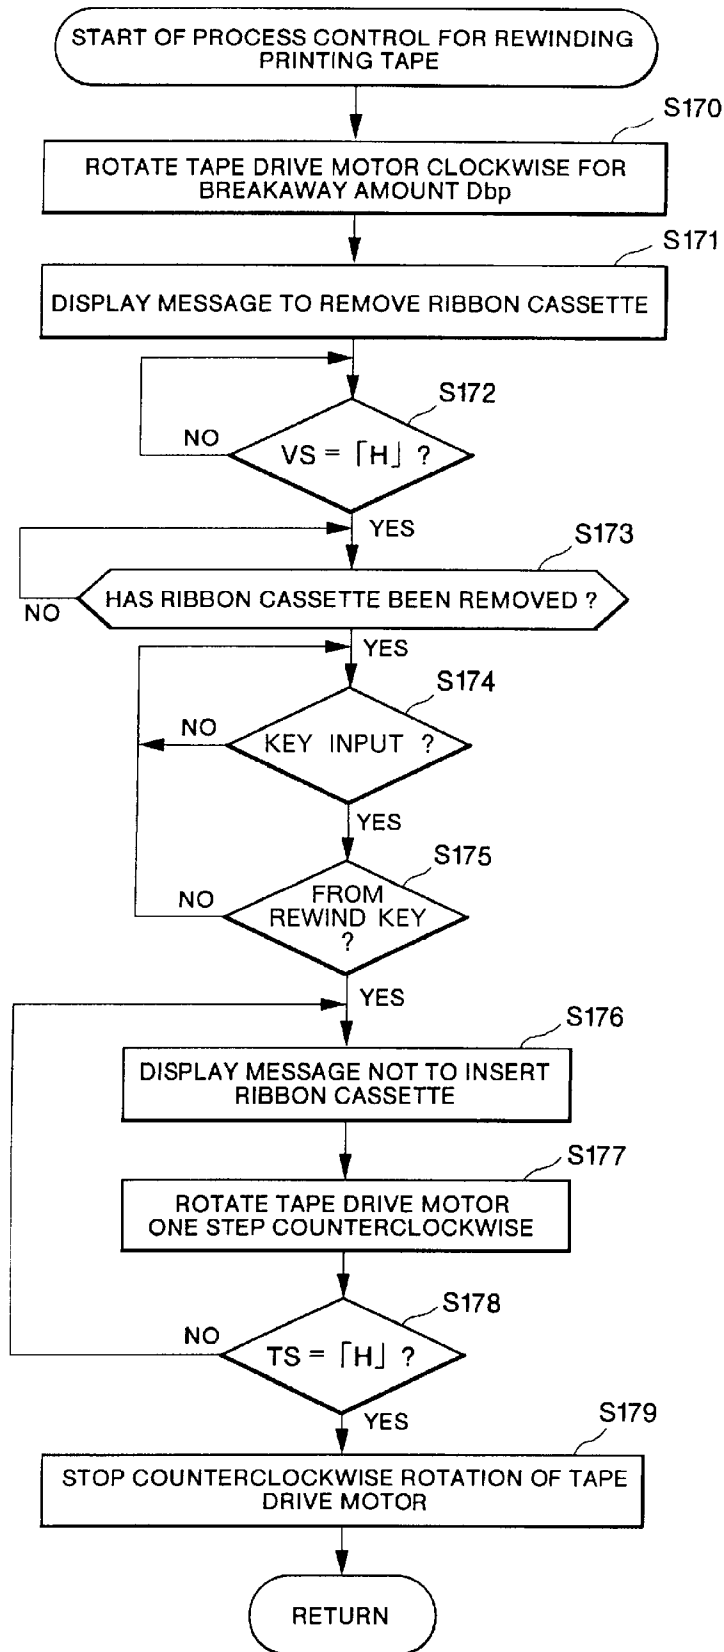 START OF PROCESS CONTROL FOR REWINDING
PRINTING TAPE
S170
ROTATE TAPE DRIVE MOTOR CLOCKWISE FOR
BREAKAWAY AMOUNT Dbp
S171
DISPLAY MESSAGE TO REMOVE RIBBON CASSETTE
S172
NO
VS = ｢H｣ ?
YES
S173
HAS RIBBON CASSETTE BEEN REMOVED ?
NO
YES
S174
NO
KEY INPUT ?
YES
S175
NO
FROM
REWIND KEY
?
YES
S176
DISPLAY MESSAGE NOT TO INSERT
RIBBON CASSETTE
S177
ROTATE TAPE DRIVE MOTOR
ONE STEP COUNTERCLOCKWISE
S178
NO
TS = ｢H｣ ?
YES
S179
STOP COUNTERCLOCKWISE ROTATION OF TAPE
DRIVE MOTOR
RETURN